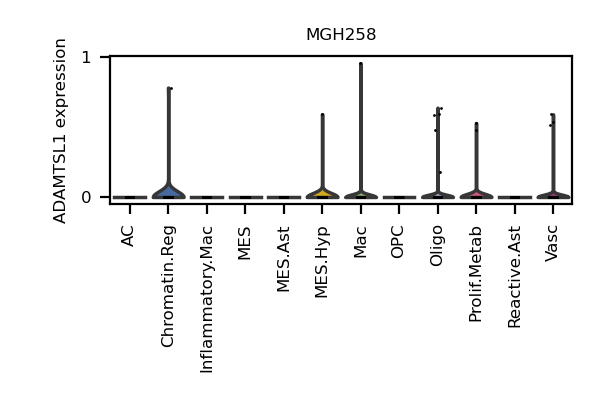 MGH258
ADAMTSL1 expression
1
0
AC
Chromatin.Reg
Inflammatory.Mac
MES
MES.Ast
MES.Hyp
Mac
OPC
Oligo
Prolif.Metab
Reactive.Ast
Vasc